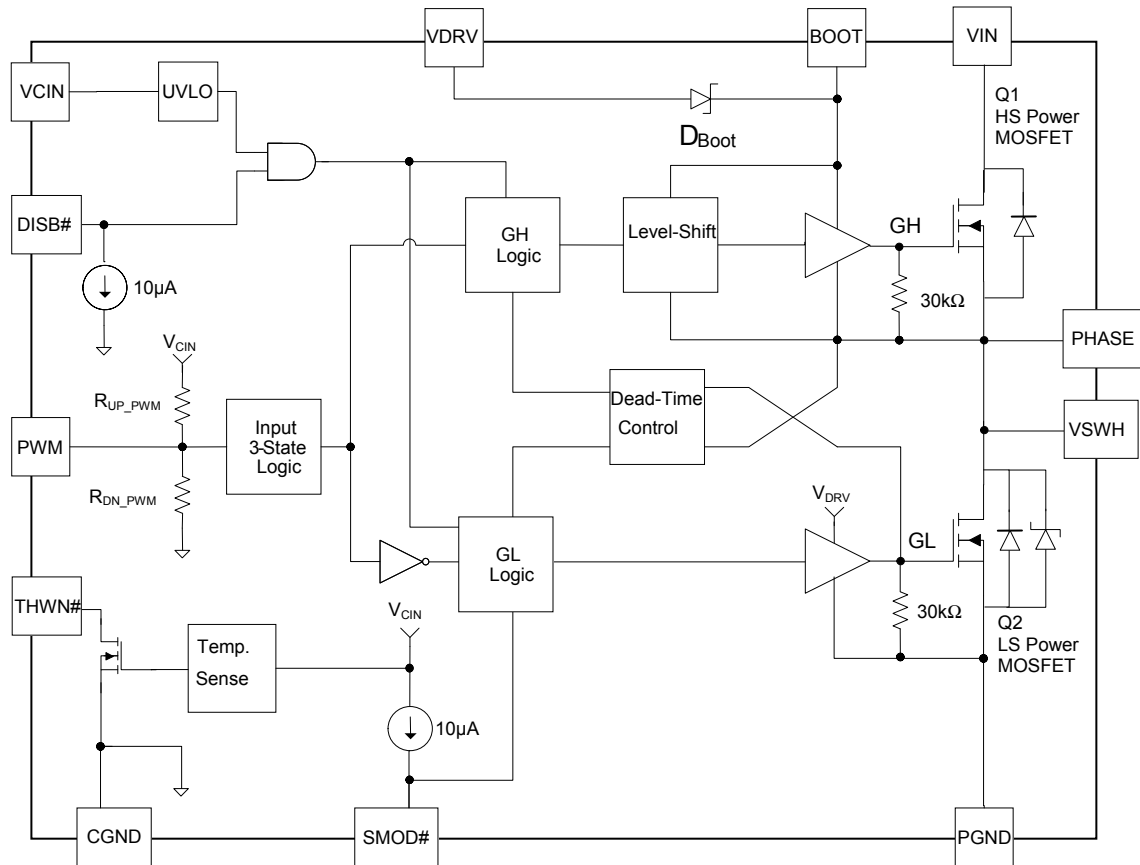 VDRV
BOOT
VIN
VCIN
UVLO
Q1
HS Power
MOSFET
DBoot
DISB#
GH
Logic
Level-Shift
GH
10µA
30kΩ
VCIN
PHASE
RUP_PWM
Dead-Time
Control
PWM
Input
3-State
Logic
VSWH
RDN_PWM
VDRV
GL
Logic
GL
THWN#
VCIN
30kΩ
Q2
LS Power
MOSFET
Temp.
Sense
10µA
CGND
SMOD#
PGND